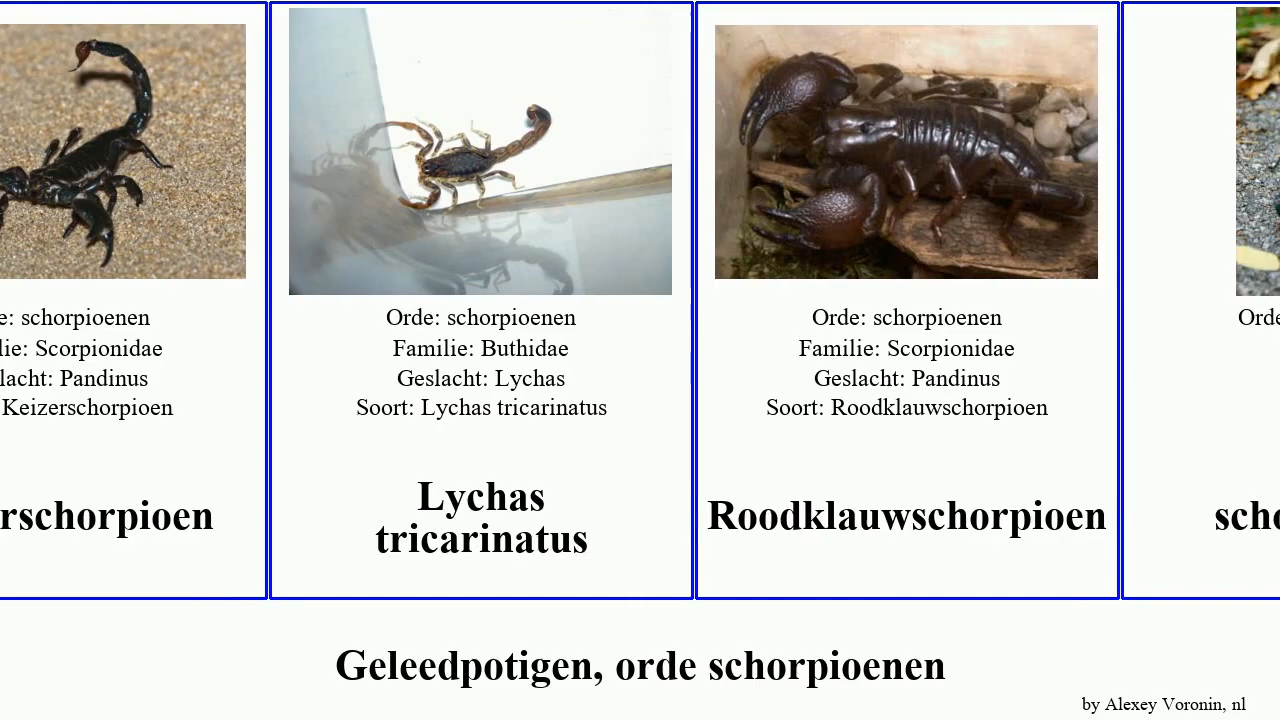 e: schorpioenen
lie: Scorpionidae
lacht: Pandinus
Keizerschorpioen
rschorpioen
Orde: schorpioenen
Familie: Buthidae
Geslacht: Lychas
Soort: Lychas tricarinatus
Lychas
tricarinatus
Orde: schorpioenen
Familie: Scorpionidae
Geslacht: Pandinus
Soort: Roodklauwschorpioen
Roodklauwschorpioen
Orde
scho
Geleedpotigen, orde schorpioenen
by Alexey Voronin, nl